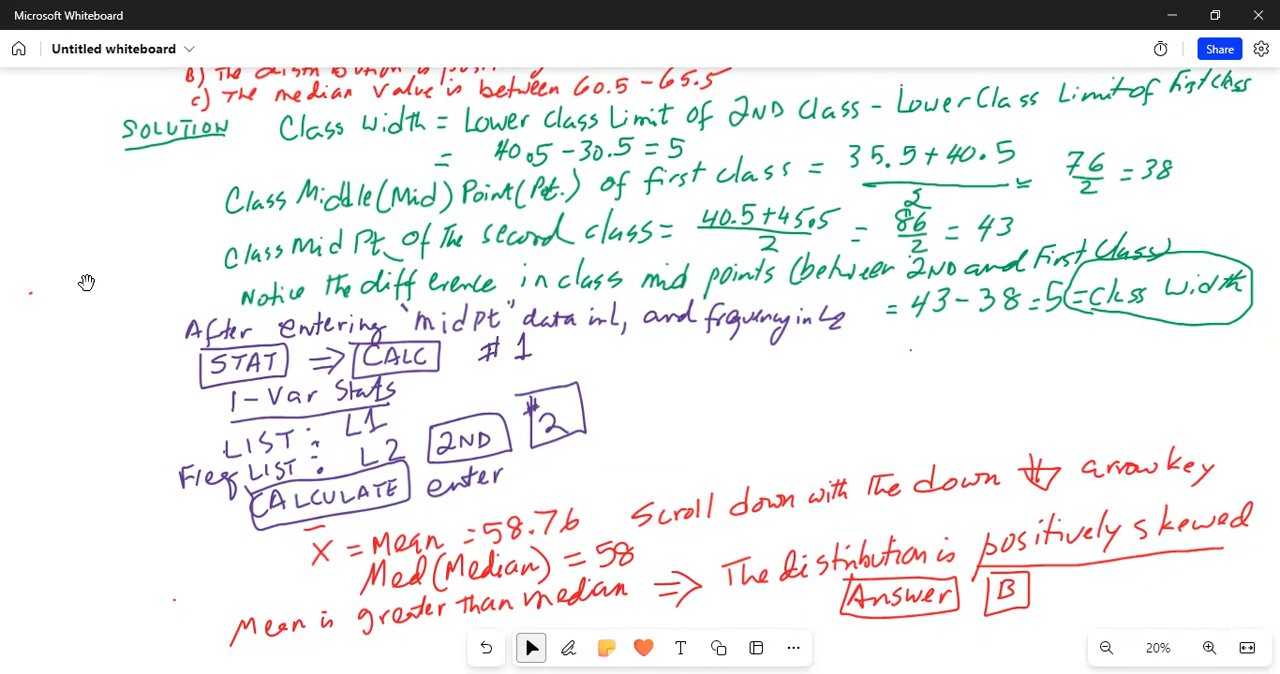 Microsoft Whiteboard
Untitled whiteboard
Share
B) The
c) The median value is between 60.5 - 65.5
SOLUTION Class width = Lower class Limit of 2ND Class - Lower Class Limit of First class
= 40.5 - 30.5 = 5
Class Middle(Mid) Point(Pt.) of first class = 35.5 + 40.5 / 2 = 76/2 = 38
Class Mid Pt of The second class = 40.5 + 45.5 / 2 = 86/2 = 43
Notice the difference in class mid points (between 2ND and First Class)
= 43 - 38 = 5 = class width
After entering "midpt" data in L1 and frequency in L2
STAT ⇒ CALC # 1
1-Var Stats
LIST : L1
Freq LIST : L2 2ND # 2
CALCULATE enter
Scroll down with The down ↓ arrow key
x̄ = Mean = 58.76
Med (Median) = 58
Mean is greater than median ⇒ The distribution is positively skewed
Answer B
20%